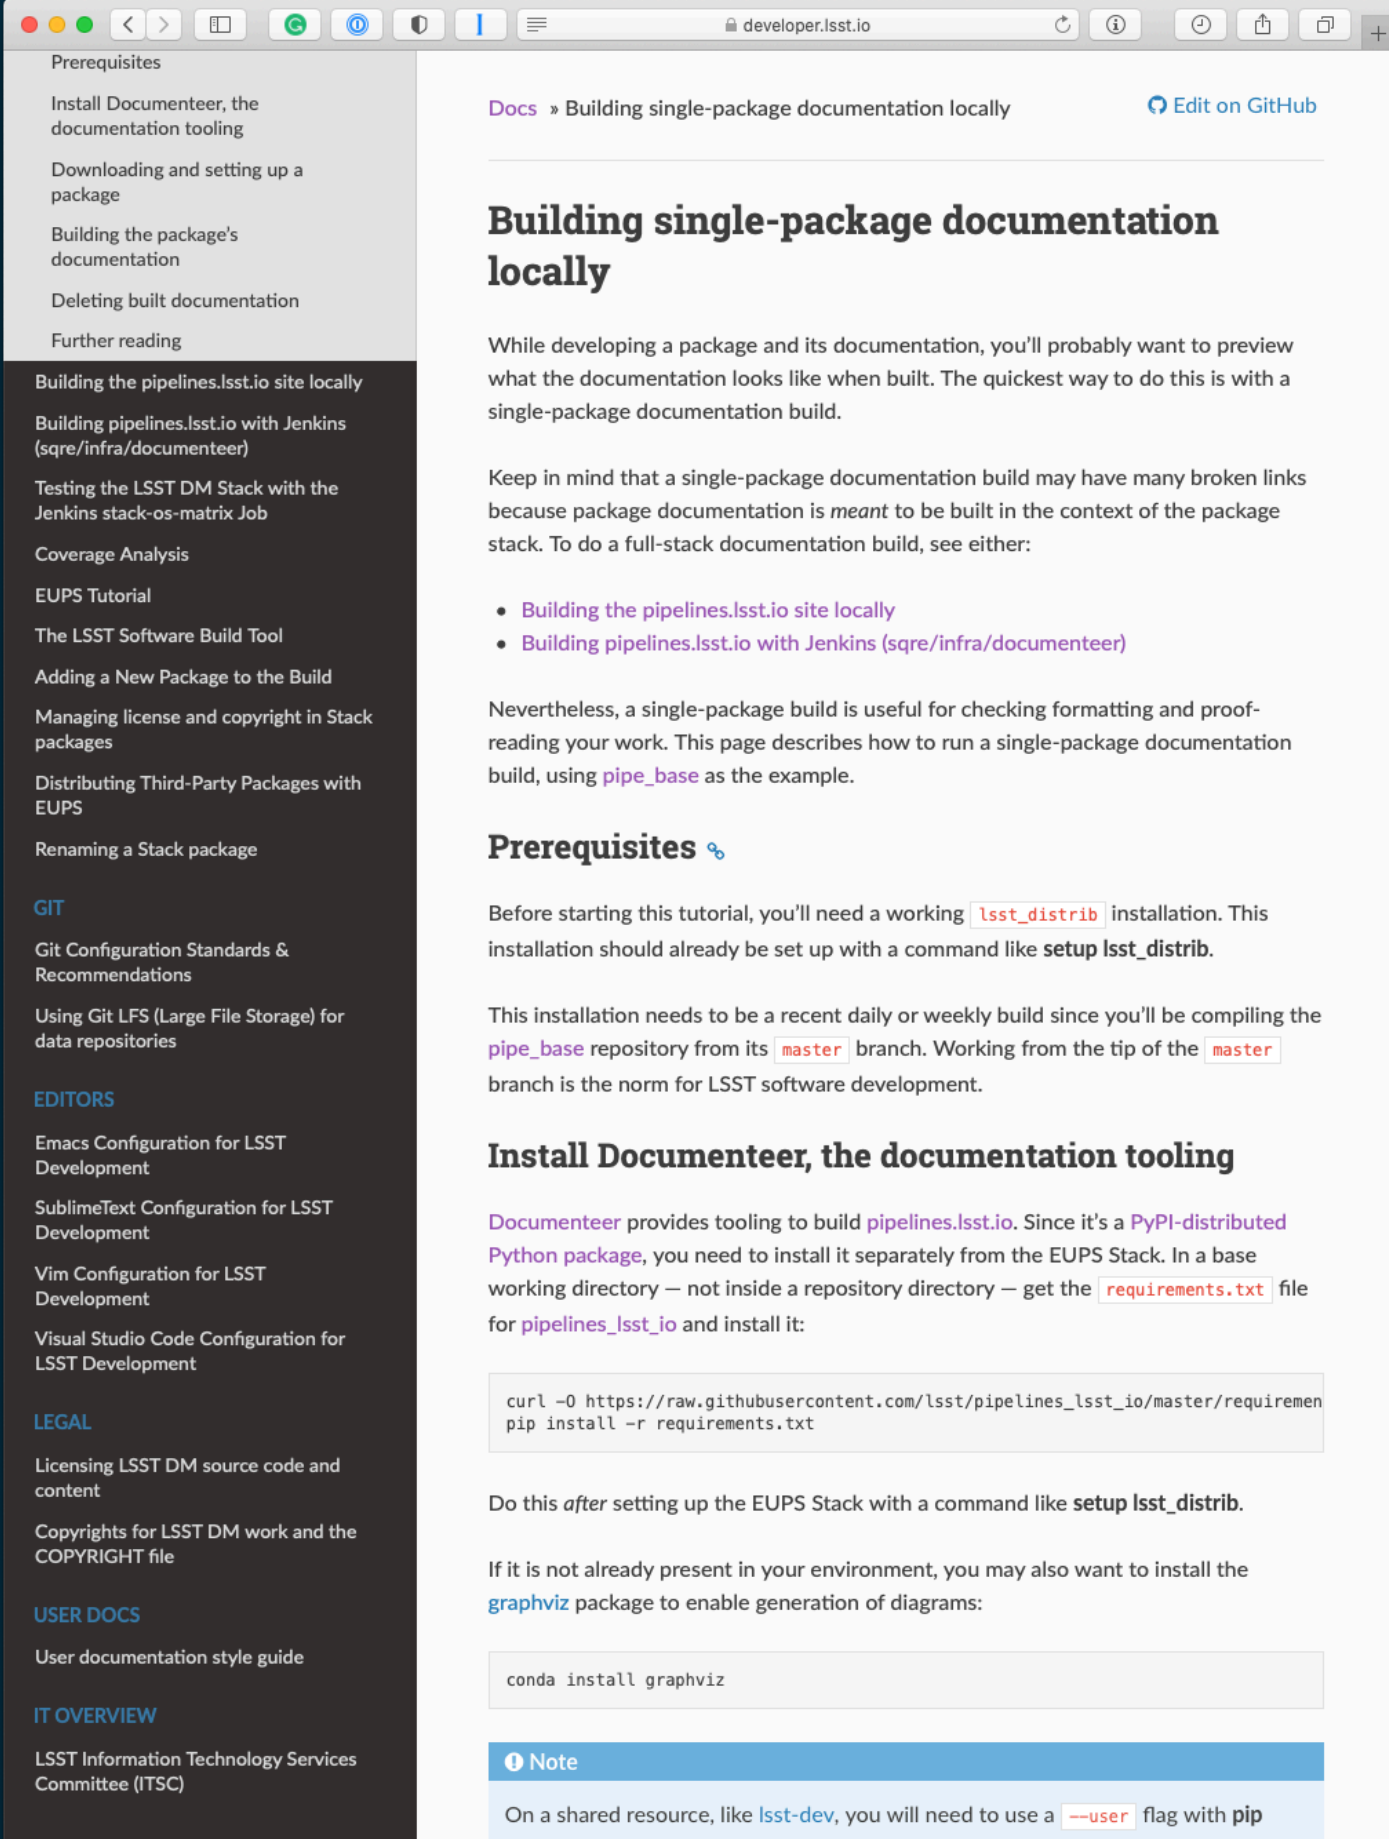 developer.lsst.io
Prerequisites
Install Documenteer, the
documentation tooling
Downloading and setting up a
package
Building the package’s
documentation
Deleting built documentation
Further reading
Building the pipelines.lsst.io site locally
Building pipelines.lsst.io with Jenkins
(sqre/infra/documenteer)
Testing the LSST DM Stack with the
Jenkins stack-os-matrix Job
Coverage Analysis
EUPS Tutorial
The LSST Software Build Tool
Adding a New Package to the Build
Managing license and copyright in Stack
packages
Distributing Third-Party Packages with
EUPS
Renaming a Stack package
GIT
Git Configuration Standards &
Recommendations
Using Git LFS (Large File Storage) for
data repositories
EDITORS
Emacs Configuration for LSST
Development
SublimeText Configuration for LSST
Development
Vim Configuration for LSST
Development
Visual Studio Code Configuration for
LSST Development
LEGAL
Licensing LSST DM source code and
content
Copyrights for LSST DM work and the
COPYRIGHT file
USER DOCS
User documentation style guide
IT OVERVIEW
LSST Information Technology Services
Committee (ITSC)
Docs » Building single-package documentation locally
Edit on GitHub
Building single-package documentation
locally
While developing a package and its documentation, you’ll probably want to preview
what the documentation looks like when built. The quickest way to do this is with a
single-package documentation build.
Keep in mind that a single-package documentation build may have many broken links
because package documentation is meant to be built in the context of the package
stack. To do a full-stack documentation build, see either:
• Building the pipelines.lsst.io site locally
• Building pipelines.lsst.io with Jenkins (sqre/infra/documenteer)
Nevertheless, a single-package build is useful for checking formatting and proof-
reading your work. This page describes how to run a single-package documentation
build, using pipe_base as the example.
Prerequisites
Before starting this tutorial, you’ll need a working lsst_distrib installation. This
installation should already be set up with a command like setup lsst_distrib.
This installation needs to be a recent daily or weekly build since you’ll be compiling the
pipe_base repository from its master branch. Working from the tip of the master
branch is the norm for LSST software development.
Install Documenteer, the documentation tooling
Documenteer provides tooling to build pipelines.lsst.io. Since it’s a PyPI-distributed
Python package, you need to install it separately from the EUPS Stack. In a base
working directory — not inside a repository directory — get the requirements.txt file
for pipelines_lsst_io and install it:
curl -O https://raw.githubusercontent.com/lsst/pipelines_lsst_io/master/requiremen
pip install -r requirements.txt
Do this after setting up the EUPS Stack with a command like setup lsst_distrib.
If it is not already present in your environment, you may also want to install the
graphviz package to enable generation of diagrams:
conda install graphviz
Note
On a shared resource, like lsst-dev, you will need to use a --user flag with pip